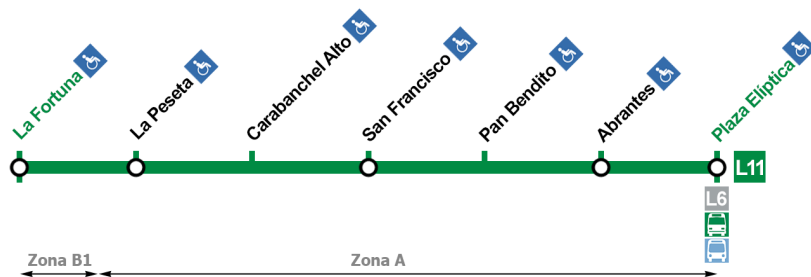 La Fortuna
La Peseta
Carabanchel Alto
San Francisco
Pan Bendito
Abrantes
Plaza Elíptica
L11
L6
Zona B1
Zona A